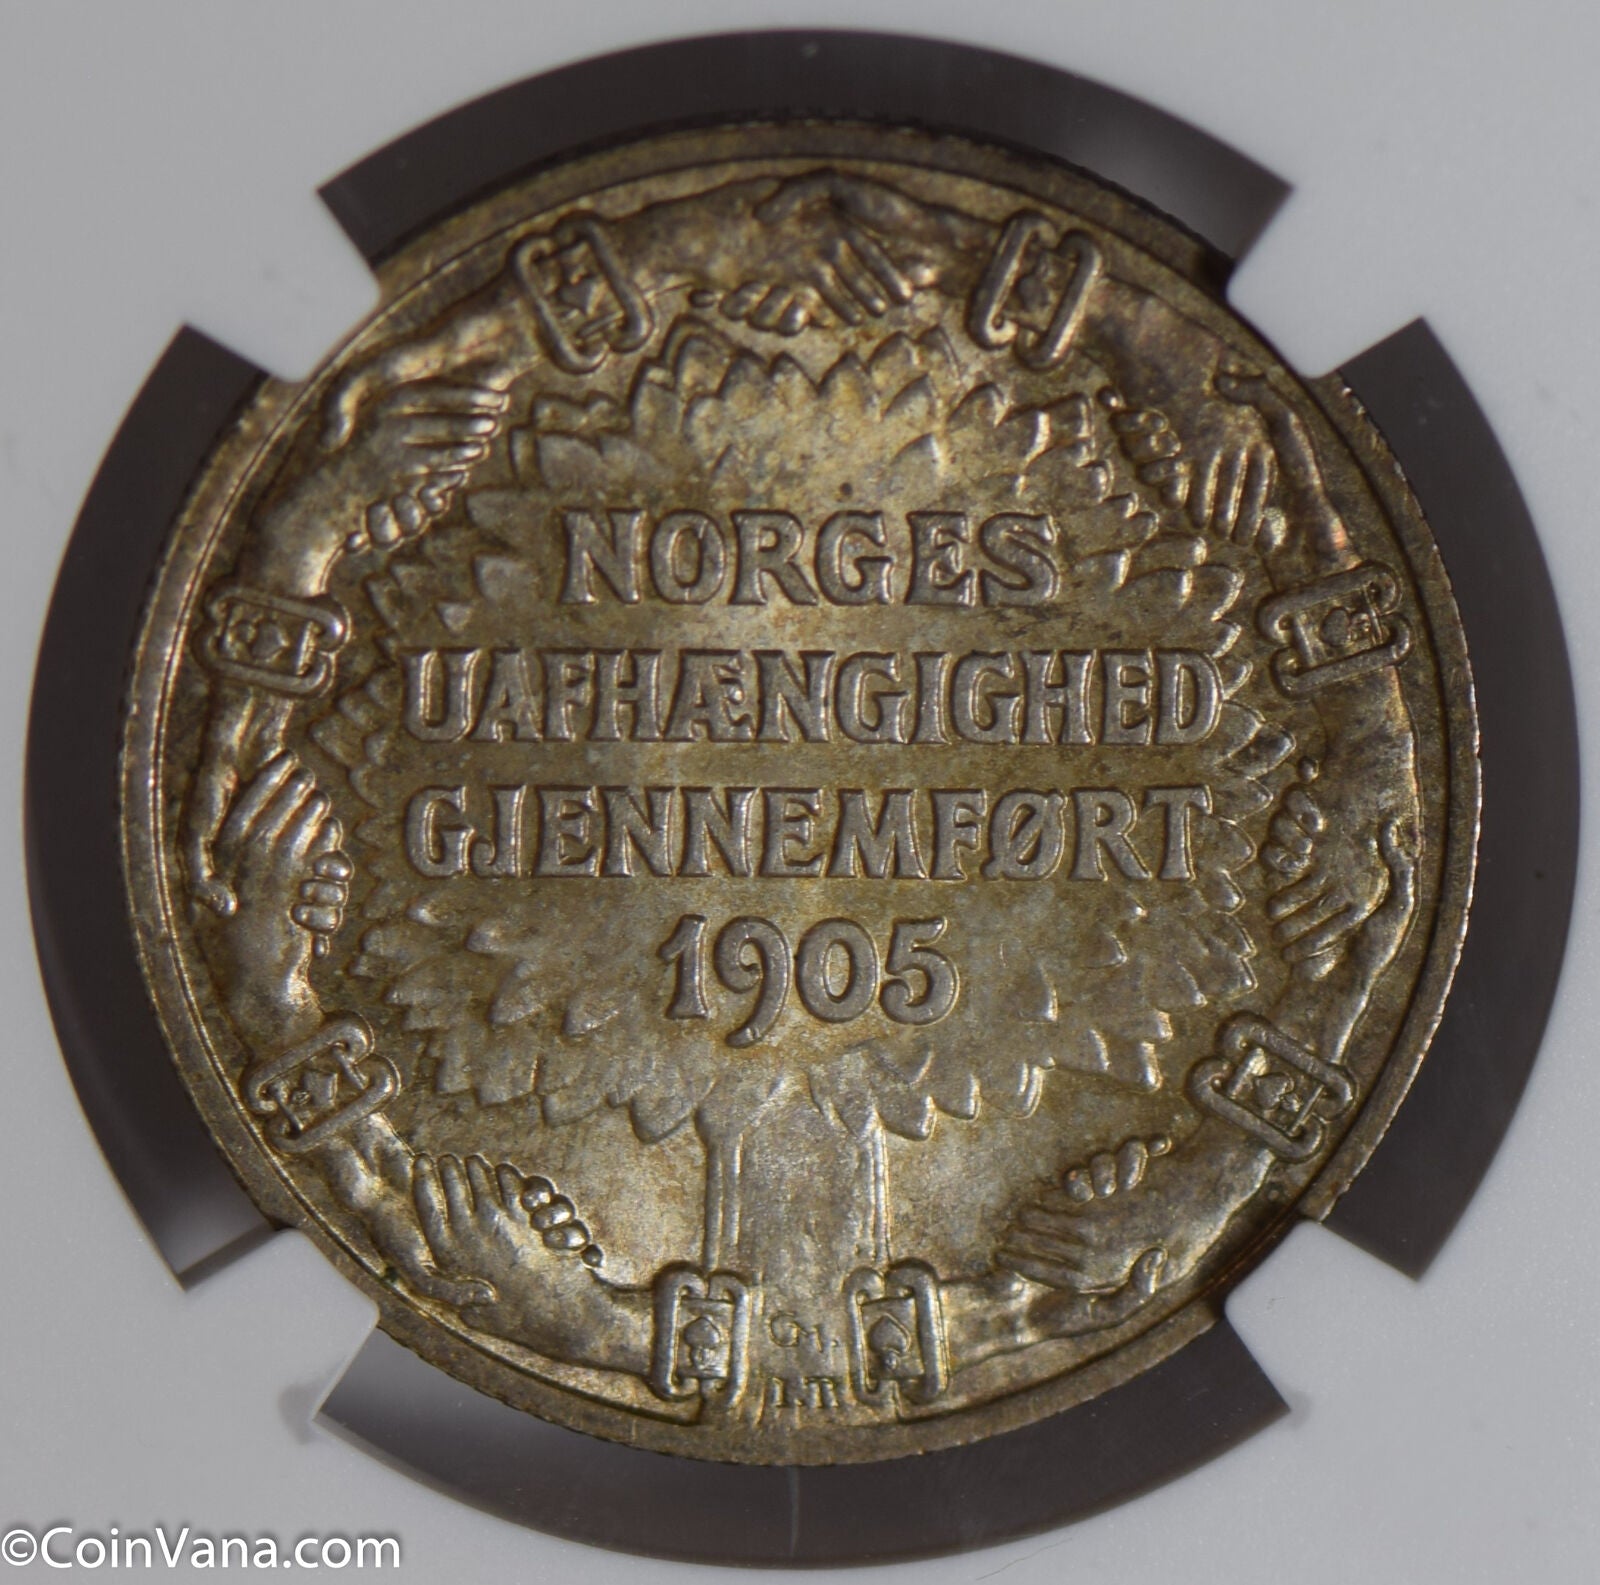 NORGES
UAFHÆNGIGHED
GJENNEMFØRT
1905
I.T.
©CoinVana.com